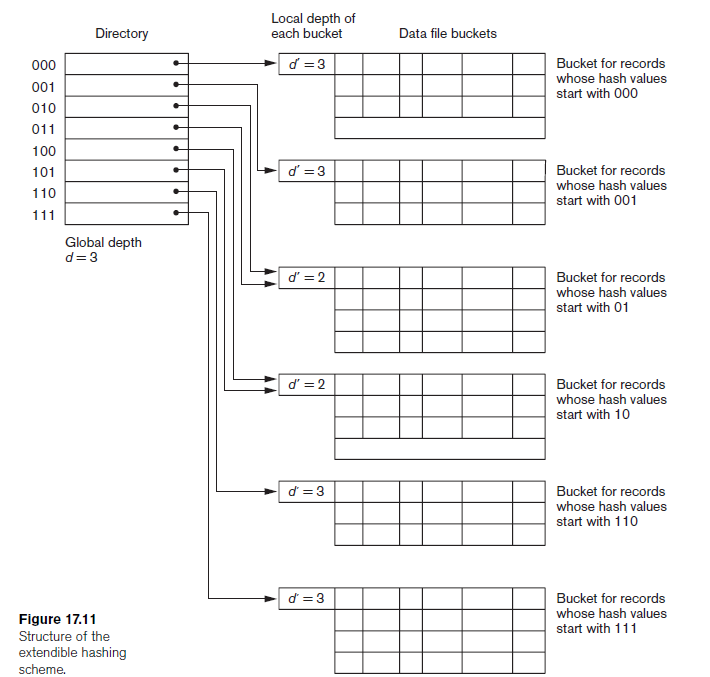 Directory
Local depth of
each bucket
Data file buckets
000
001
010
011
100
101
110
111
Global depth
d = 3
d′ = 3
Bucket for records
whose hash values
start with 000
d′ = 3
Bucket for records
whose hash values
start with 001
d′ = 2
Bucket for records
whose hash values
start with 01
d′ = 2
Bucket for records
whose hash values
start with 10
d′ = 3
Bucket for records
whose hash values
start with 110
d′ = 3
Bucket for records
whose hash values
start with 111
Figure 17.11
Structure of the
extendible hashing
scheme.